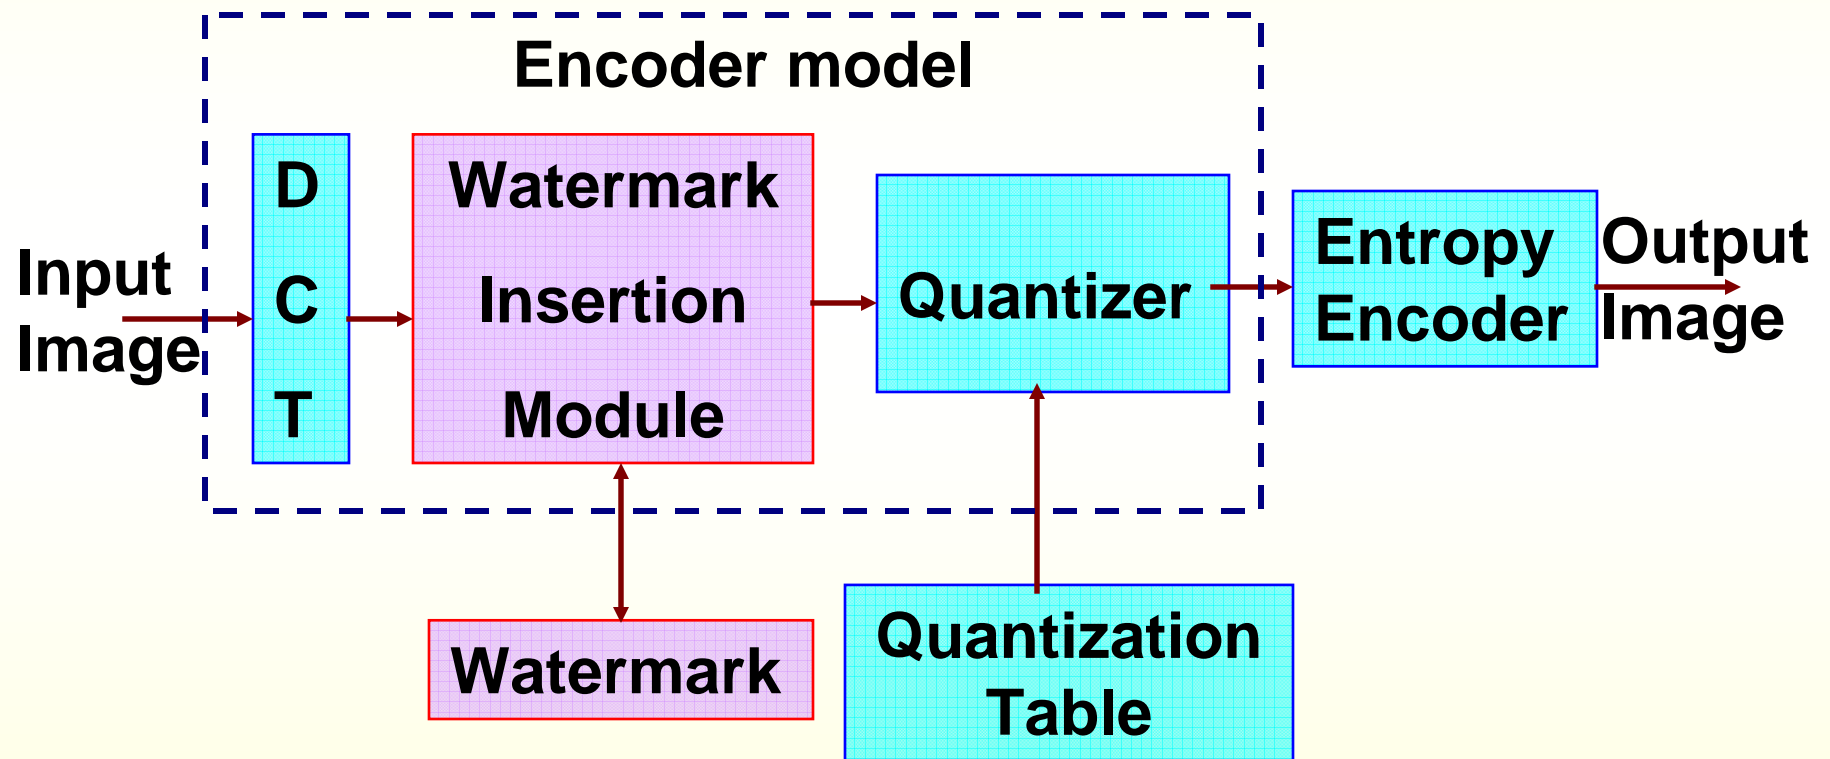 Encoder model
Input
Image
D
C
T
Watermark
Insertion
Module
Quantizer
Entropy
Encoder
Output
Image
Watermark
Quantization
Table